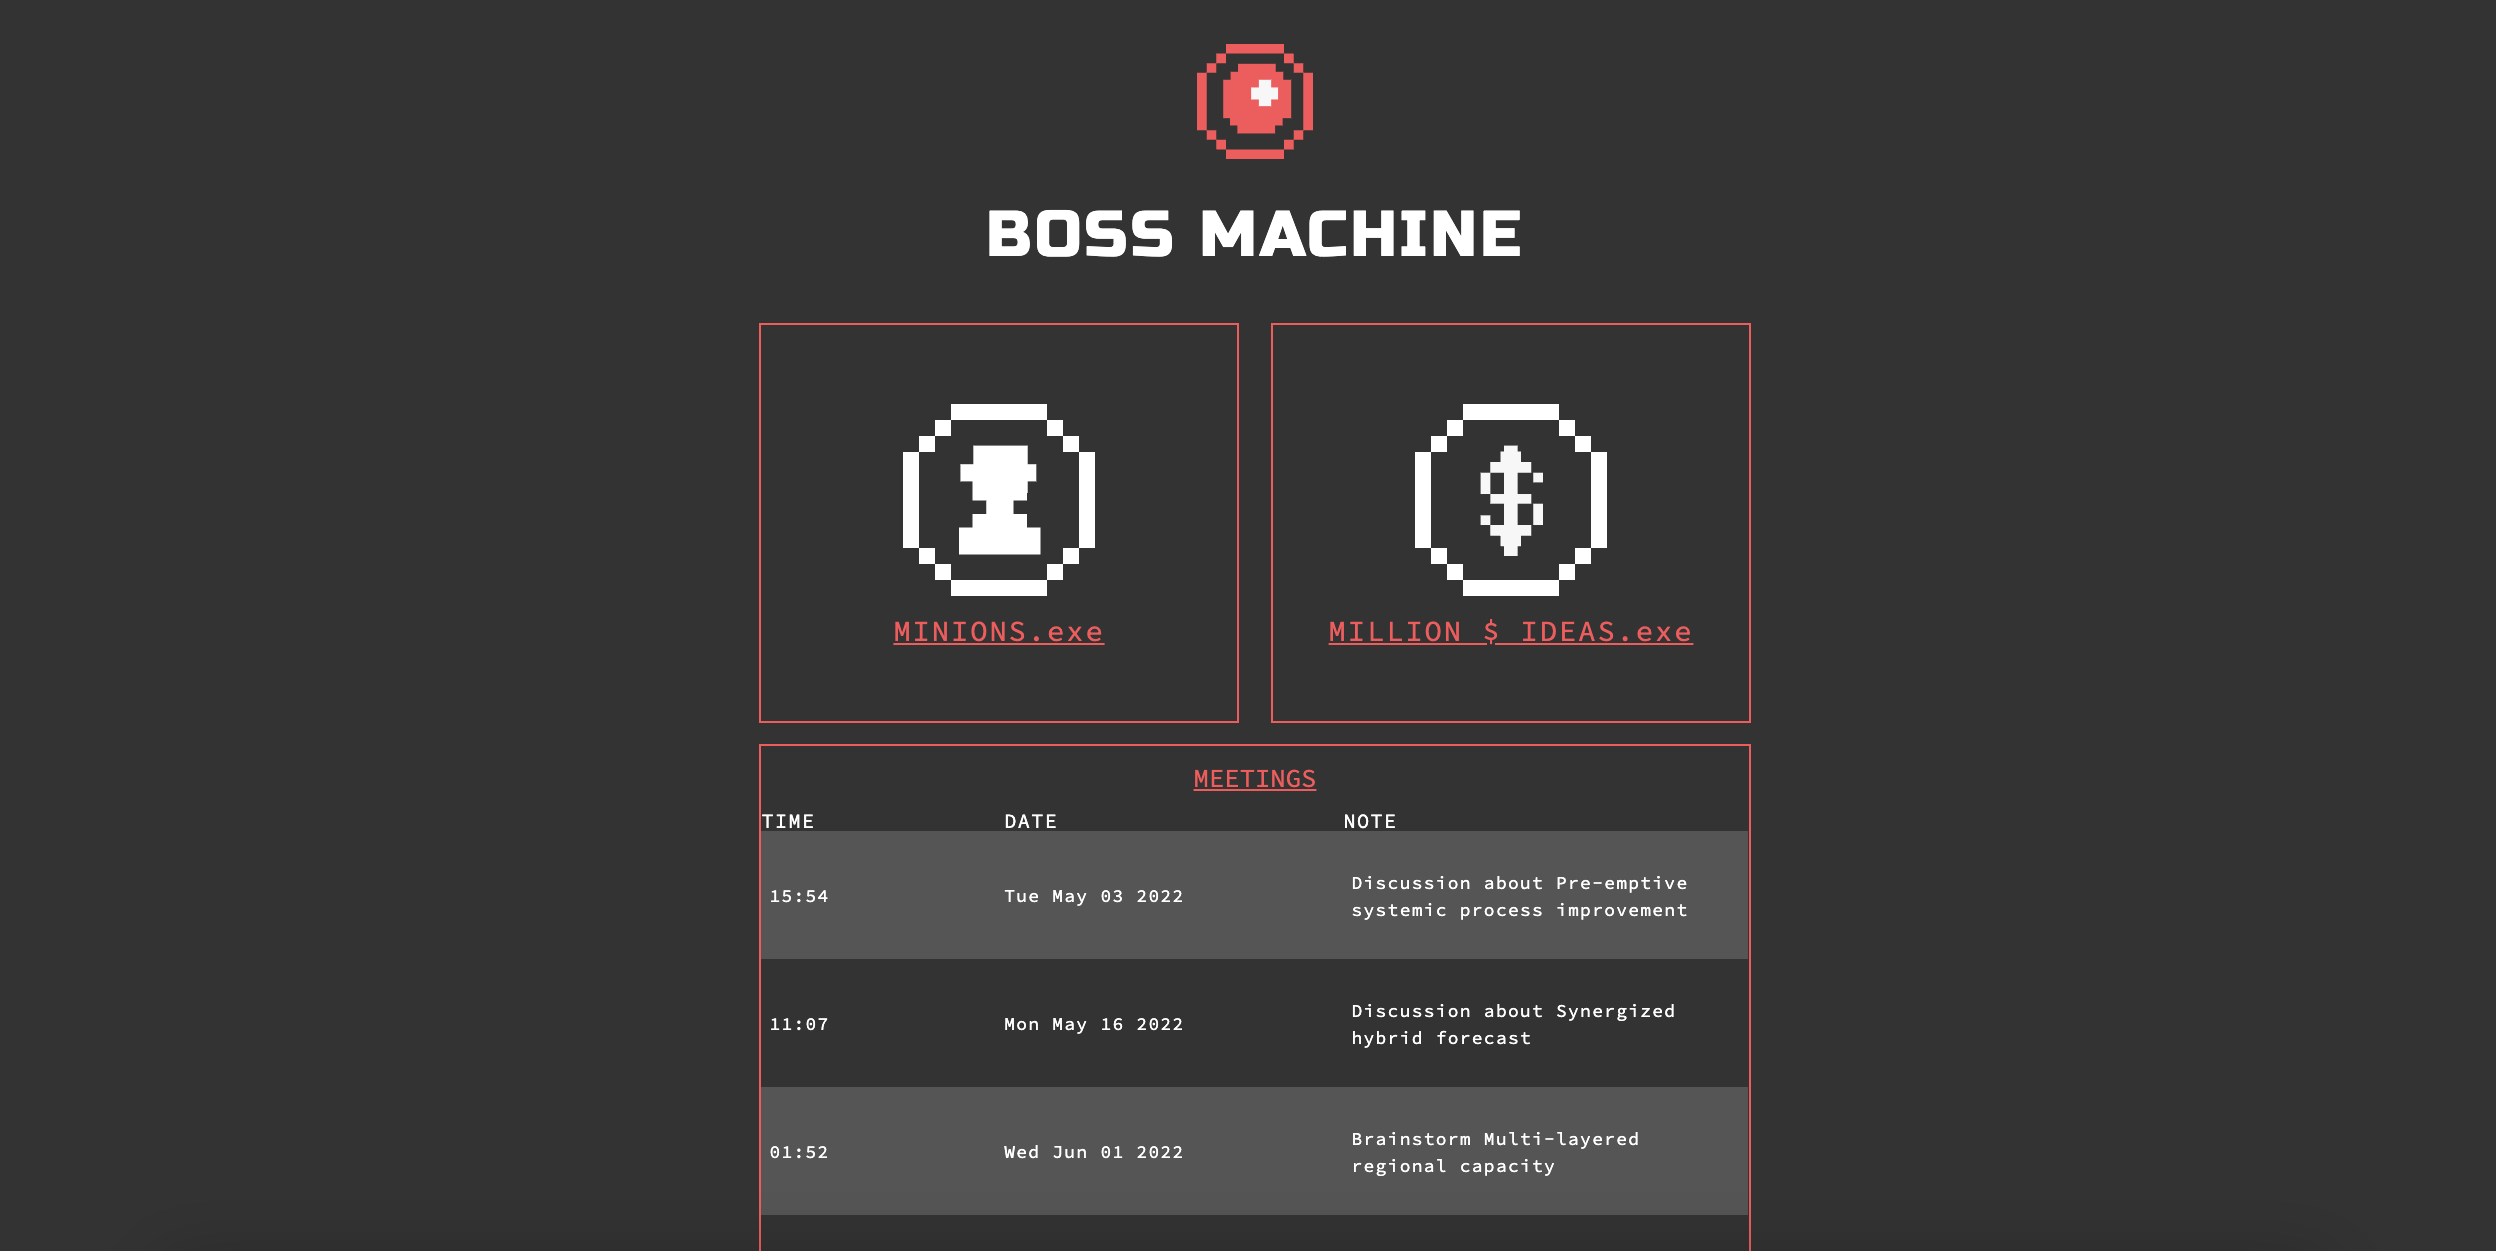 BOSS MACHINE
MINIONS.exe
MILLION $ IDEAS.exe
MEETINGS
TIME DATE NOTE
15:54 Tue May 03 2022 Discussion about Pre-emptive
systemic process improvement
11:07 Mon May 16 2022 Discussion about Synergized
hybrid forecast
01:52 Wed Jun 01 2022 Brainstorm Multi-layered
regional capacity